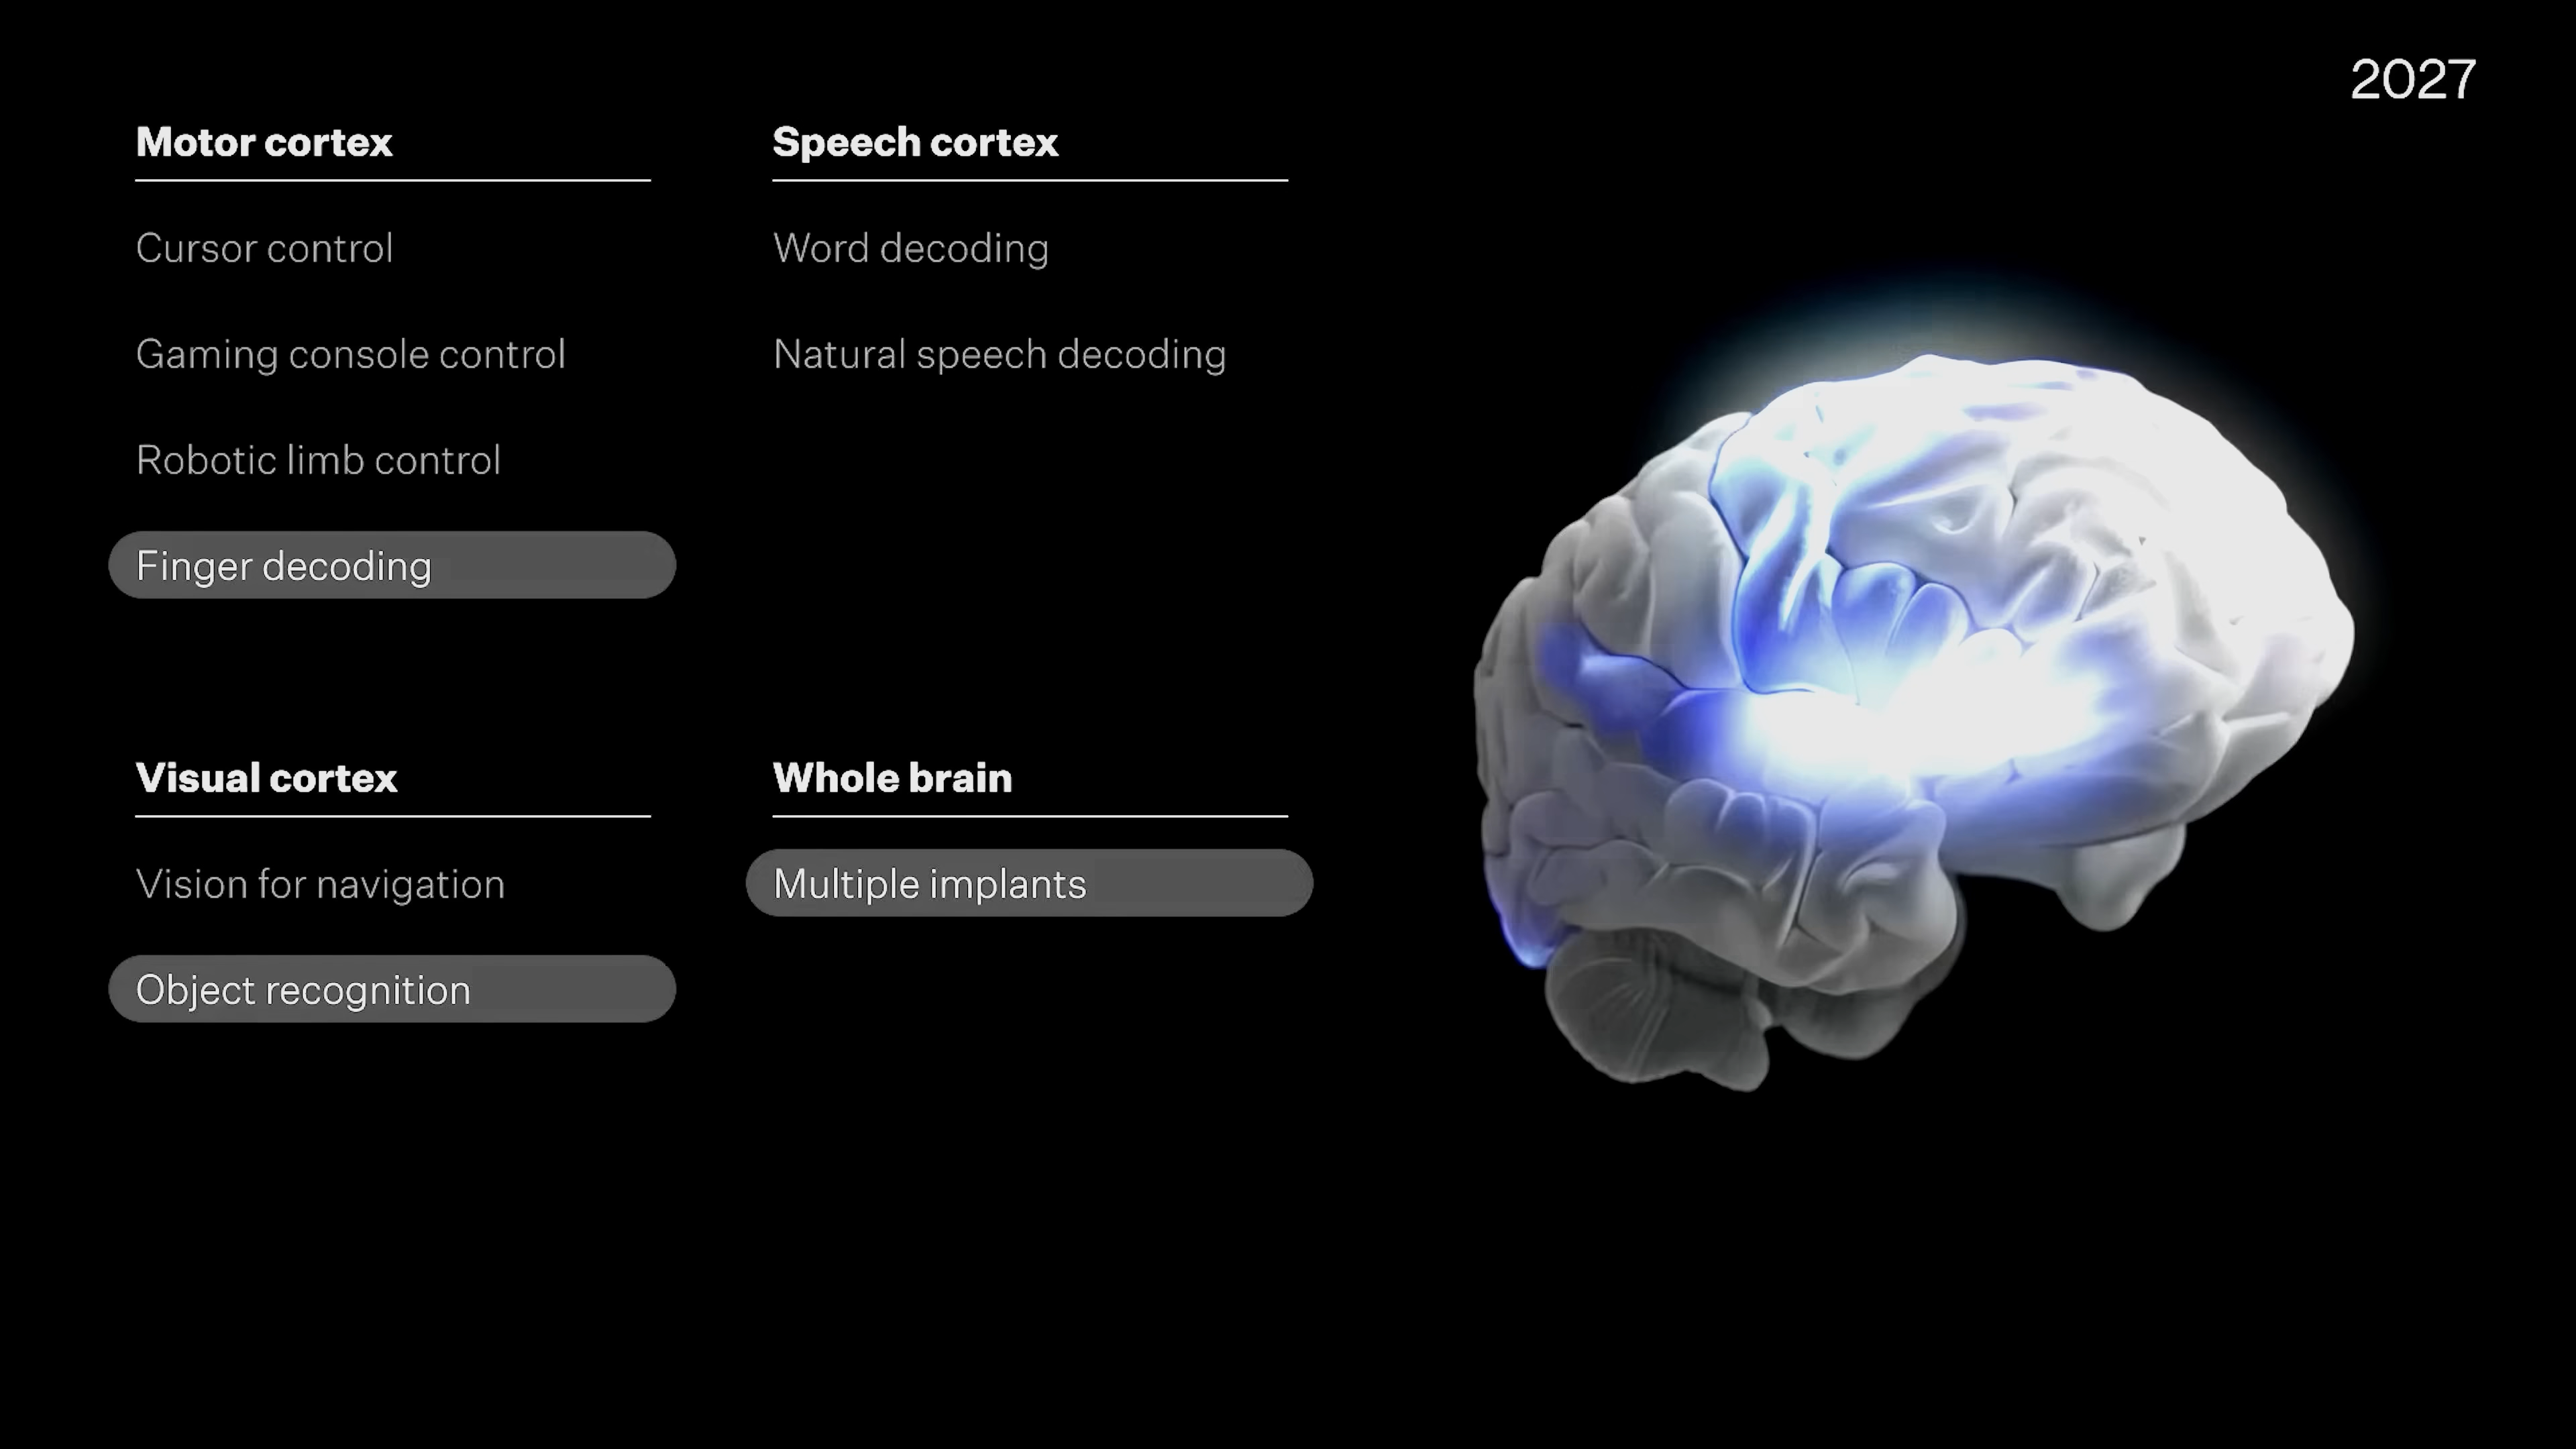 2027
Motor cortex
Cursor control
Gaming console control
Robotic limb control
Finger decoding
Speech cortex
Word decoding
Natural speech decoding
Visual cortex
Vision for navigation
Object recognition
Whole brain
Multiple implants